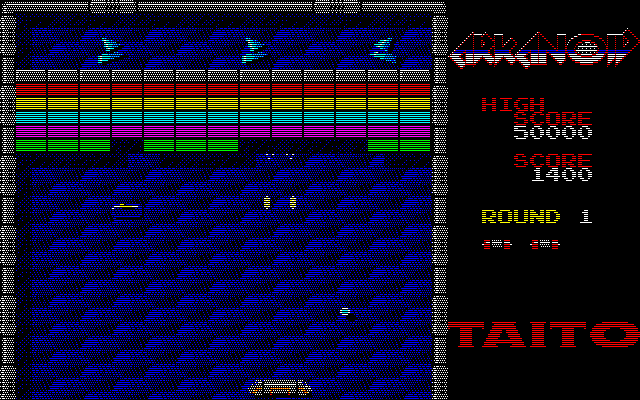 ARKANOID
HIGH
SCORE
50000
SCORE
1400
ROUND 1
TAITO